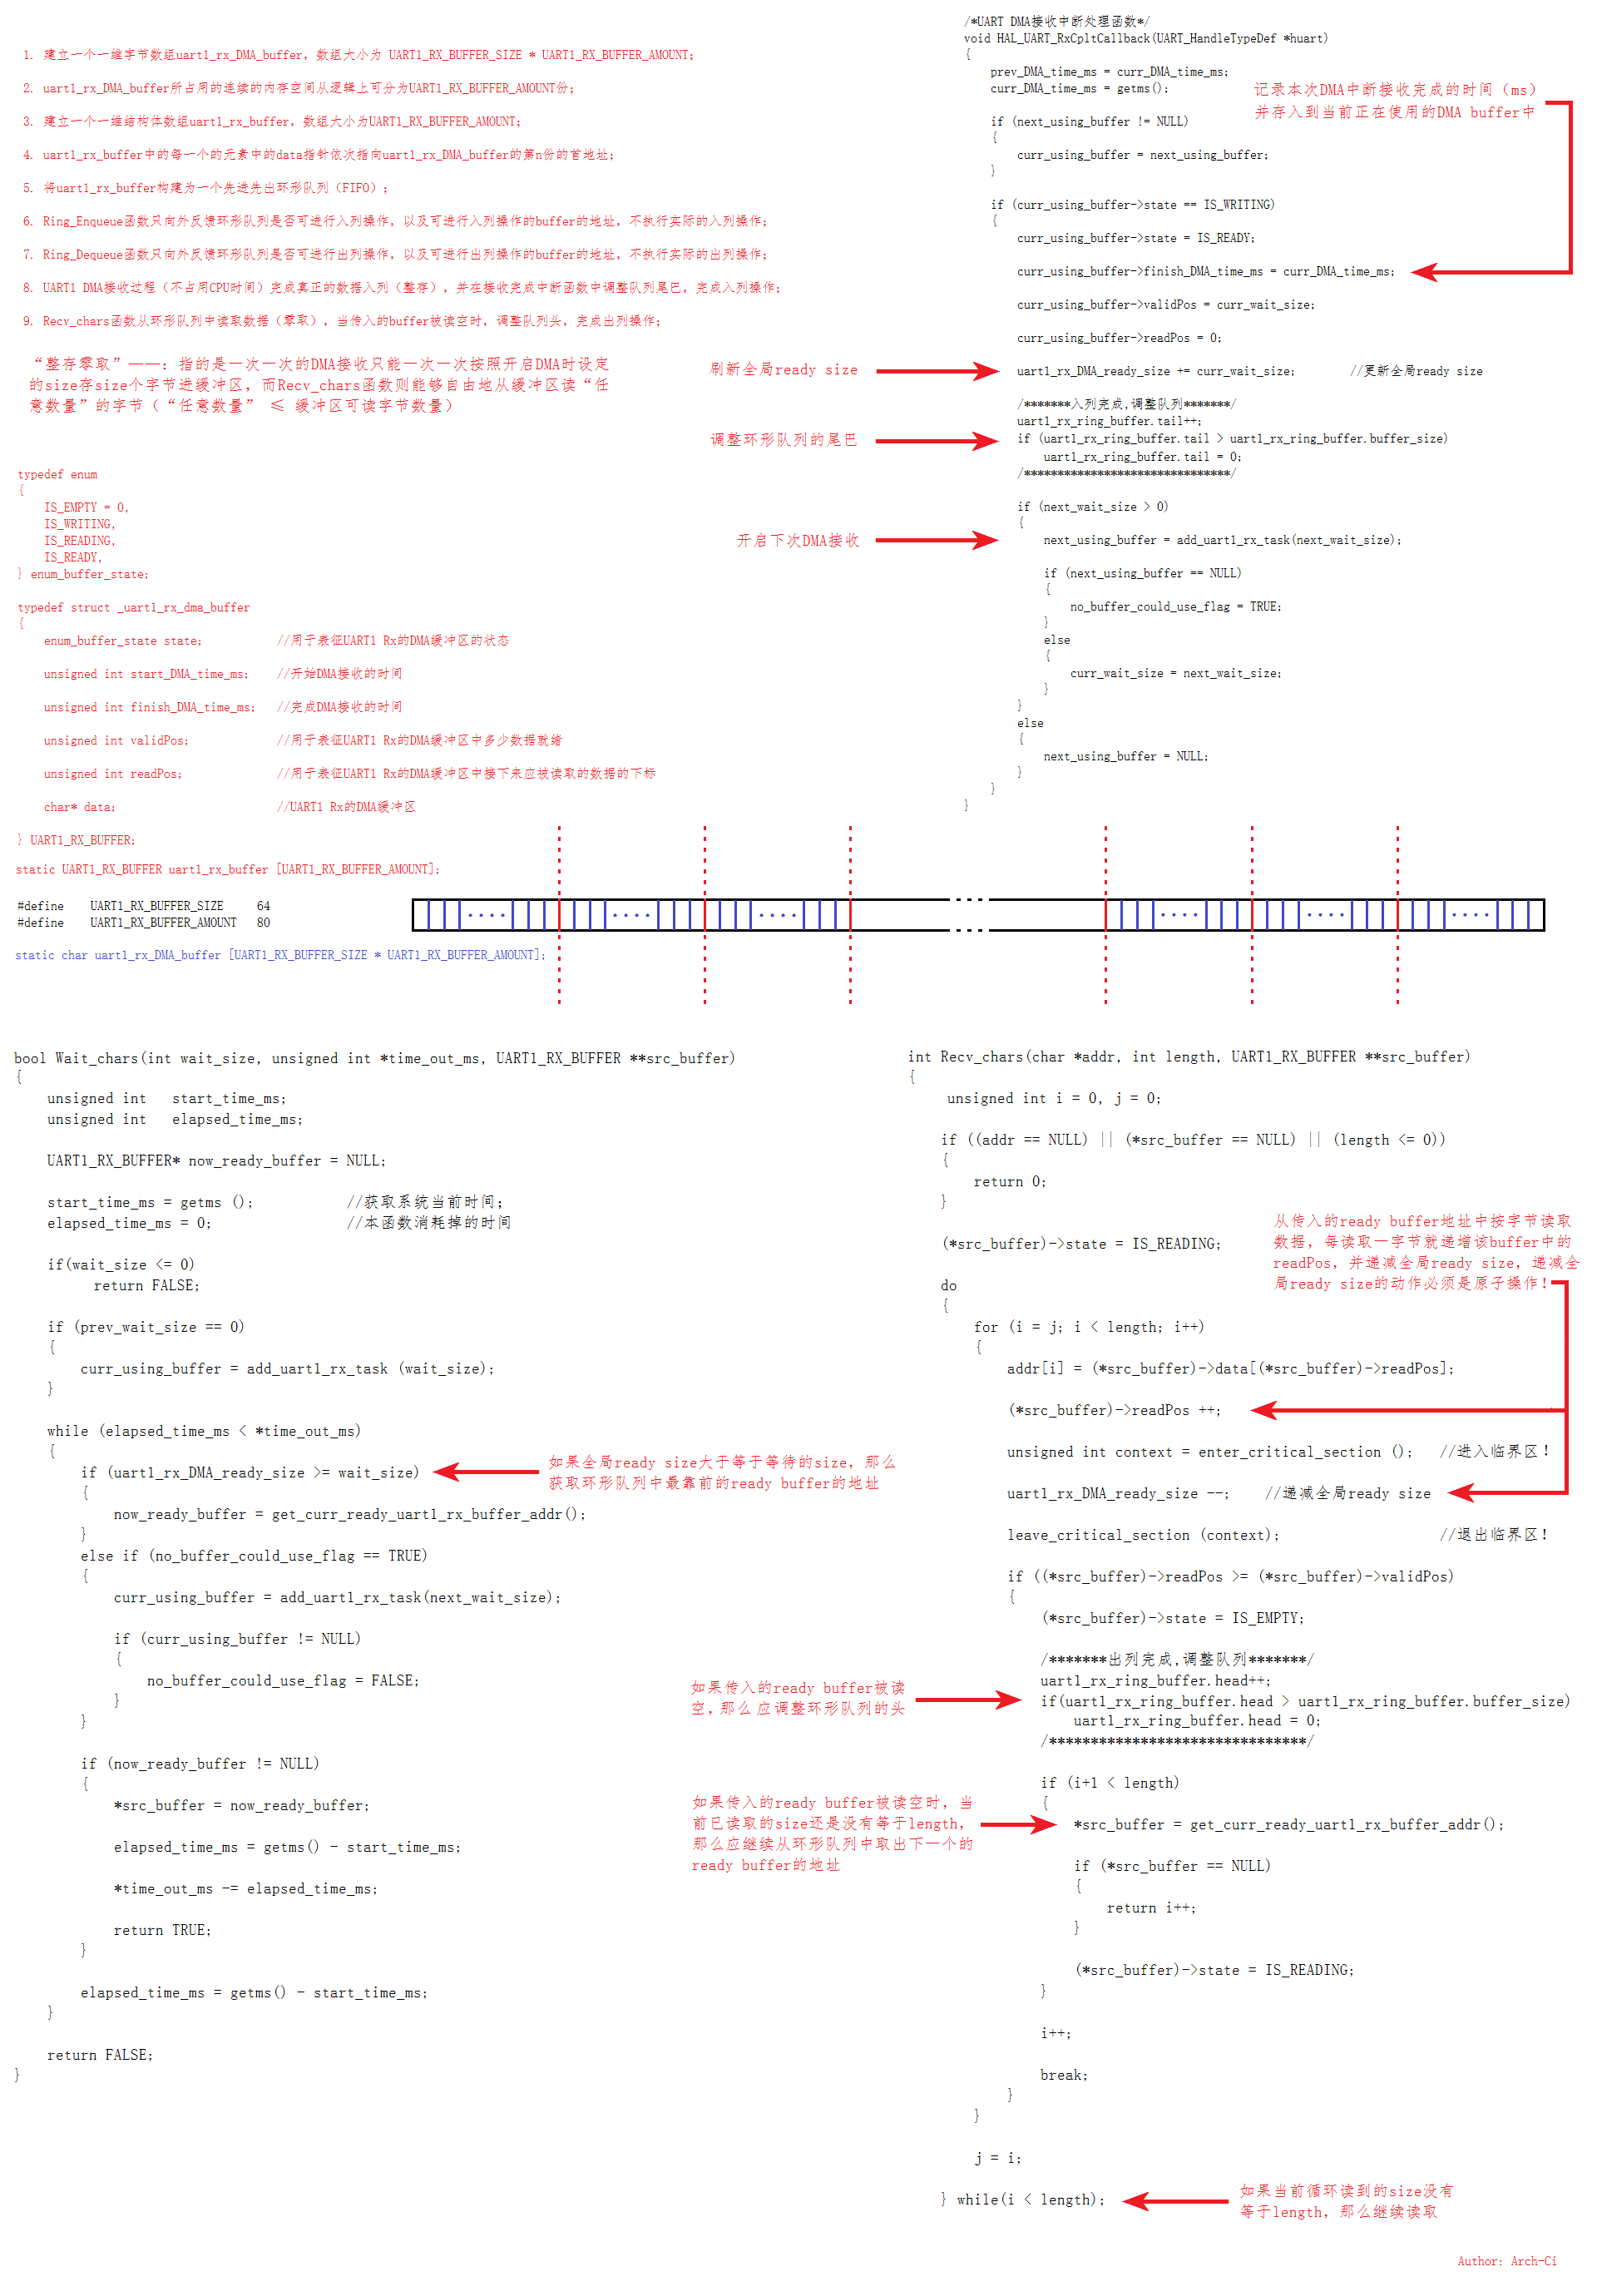 1. 建立一个一维字节数组uart1_rx_DMA_buffer，数组大小为 UART1_RX_BUFFER_SIZE * UART1_RX_BUFFER_AMOUNT；
2. uart1_rx_DMA_buffer所占用的连续的内存空间从逻辑上可分为UART1_RX_BUFFER_AMOUNT份；
3. 建立一个一维结构体数组uart1_rx_buffer，数组大小为UART1_RX_BUFFER_AMOUNT；
4. uart1_rx_buffer中的每一个的元素中的data指针依次指向uart1_rx_DMA_buffer的第n份的首地址；
5. 将uart1_rx_buffer构建为一个先进先出环形队列（FIFO）；
6. Ring_Enqueue函数只向外反馈环形队列是否可进行入列操作，以及可进行入列操作的buffer的地址，不执行实际的入列操作；
7. Ring_Dequeue函数只向外反馈环形队列是否可进行出列操作，以及可进行出列操作的buffer的地址，不执行实际的出列操作；
8. UART1 DMA接收过程（不占用CPU时间）完成真正的数据入列（整存），并在接收完成中断函数中调整队列尾巴，完成入列操作；
9. Recv_chars函数从环形队列中读取数据（零取），当传入的buffer被读空时，调整队列头，完成出列操作；
“整存零取”——：指的是一次一次的DMA接收只能一次一次按照开启DMA时设定
的size存size个字节进缓冲区，而Recv_chars函数则能够自由地从缓冲区读“任
意数量”的字节（“任意数量” ≤ 缓冲区可读字节数量）
typedef enum
{
IS_EMPTY = 0,
IS_WRITING,
IS_READING,
IS_READY,
} enum_buffer_state;
typedef struct _uart1_rx_dma_buffer
{
enum_buffer_state state; //用于表征UART1 Rx的DMA缓冲区的状态
unsigned int start_DMA_time_ms; //开始DMA接收的时间
unsigned int finish_DMA_time_ms; //完成DMA接收的时间
unsigned int validPos; //用于表征UART1 Rx的DMA缓冲区中多少数据就绪
unsigned int readPos; //用于表征UART1 Rx的DMA缓冲区中接下来应被读取的数据的下标
char* data; //UART1 Rx的DMA缓冲区
} UART1_RX_BUFFER;
static UART1_RX_BUFFER uart1_rx_buffer [UART1_RX_BUFFER_AMOUNT];
#define UART1_RX_BUFFER_SIZE 64
#define UART1_RX_BUFFER_AMOUNT 80
static char uart1_rx_DMA_buffer [UART1_RX_BUFFER_SIZE * UART1_RX_BUFFER_AMOUNT];
/*UART DMA接收中断处理函数*/
void HAL_UART_RxCpltCallback(UART_HandleTypeDef *huart)
{
prev_DMA_time_ms = curr_DMA_time_ms;
curr_DMA_time_ms = getms();
if (next_using_buffer != NULL)
{
curr_using_buffer = next_using_buffer;
}
if (curr_using_buffer->state == IS_WRITING)
{
curr_using_buffer->state = IS_READY;
curr_using_buffer->finish_DMA_time_ms = curr_DMA_time_ms;
curr_using_buffer->validPos = curr_wait_size;
curr_using_buffer->readPos = 0;
uart1_rx_DMA_ready_size += curr_wait_size; //更新全局ready size
/*******入列完成,调整队列*******/
uart1_rx_ring_buffer.tail++;
if (uart1_rx_ring_buffer.tail > uart1_rx_ring_buffer.buffer_size)
uart1_rx_ring_buffer.tail = 0;
/*******************************/
if (next_wait_size > 0)
{
next_using_buffer = add_uart1_rx_task(next_wait_size);
if (next_using_buffer == NULL)
{
no_buffer_could_use_flag = TRUE;
}
else
{
curr_wait_size = next_wait_size;
}
}
else
{
next_using_buffer = NULL;
}
}
}
记录本次DMA中断接收完成的时间（ms）
并存入到当前正在使用的DMA buffer中
刷新全局ready size
调整环形队列的尾巴
开启下次DMA接收
bool Wait_chars(int wait_size, unsigned int *time_out_ms, UART1_RX_BUFFER **src_buffer)
{
unsigned int start_time_ms;
unsigned int elapsed_time_ms;
UART1_RX_BUFFER* now_ready_buffer = NULL;
start_time_ms = getms (); //获取系统当前时间；
elapsed_time_ms = 0; //本函数消耗掉的时间
if(wait_size <= 0)
return FALSE;
if (prev_wait_size == 0)
{
curr_using_buffer = add_uart1_rx_task (wait_size);
}
while (elapsed_time_ms < *time_out_ms)
{
if (uart1_rx_DMA_ready_size >= wait_size)
{
now_ready_buffer = get_curr_ready_uart1_rx_buffer_addr();
}
else if (no_buffer_could_use_flag == TRUE)
{
curr_using_buffer = add_uart1_rx_task(next_wait_size);
if (curr_using_buffer != NULL)
{
no_buffer_could_use_flag = FALSE;
}
}
if (now_ready_buffer != NULL)
{
*src_buffer = now_ready_buffer;
elapsed_time_ms = getms() - start_time_ms;
*time_out_ms -= elapsed_time_ms;
return TRUE;
}
elapsed_time_ms = getms() - start_time_ms;
}
return FALSE;
}
如果全局ready size大于等于等待的size，那么
获取环形队列中最靠前的ready buffer的地址
int Recv_chars(char *addr, int length, UART1_RX_BUFFER **src_buffer)
{
unsigned int i = 0, j = 0;
if ((addr == NULL) || (*src_buffer == NULL) || (length <= 0))
{
return 0;
}
(*src_buffer)->state = IS_READING;
do
{
for (i = j; i < length; i++)
{
addr[i] = (*src_buffer)->data[(*src_buffer)->readPos];
(*src_buffer)->readPos ++;
unsigned int context = enter_critical_section (); //进入临界区！
uart1_rx_DMA_ready_size --; //递减全局ready size
leave_critical_section (context); //退出临界区！
if ((*src_buffer)->readPos >= (*src_buffer)->validPos)
{
(*src_buffer)->state = IS_EMPTY;
/*******出列完成,调整队列*******/
uart1_rx_ring_buffer.head++;
if(uart1_rx_ring_buffer.head > uart1_rx_ring_buffer.buffer_size)
uart1_rx_ring_buffer.head = 0;
/*******************************/
if (i+1 < length)
{
*src_buffer = get_curr_ready_uart1_rx_buffer_addr();
if (*src_buffer == NULL)
{
return i++;
}
(*src_buffer)->state = IS_READING;
}
i++;
break;
}
}
j = i;
} while(i < length);
从传入的ready buffer地址中按字节读取
数据，每读取一字节就递增该buffer中的
readPos，并递减全局ready size，递减全
局ready size的动作必须是原子操作！
如果传入的ready buffer被读
空，那么应调整环形队列的头
如果传入的ready buffer被读空时，当
前已读取的size还是没有等于length，
那么应继续从环形队列中取出下一个的
ready buffer的地址
如果当前循环读到的size没有
等于length，那么继续读取
Author: Arch-Ci